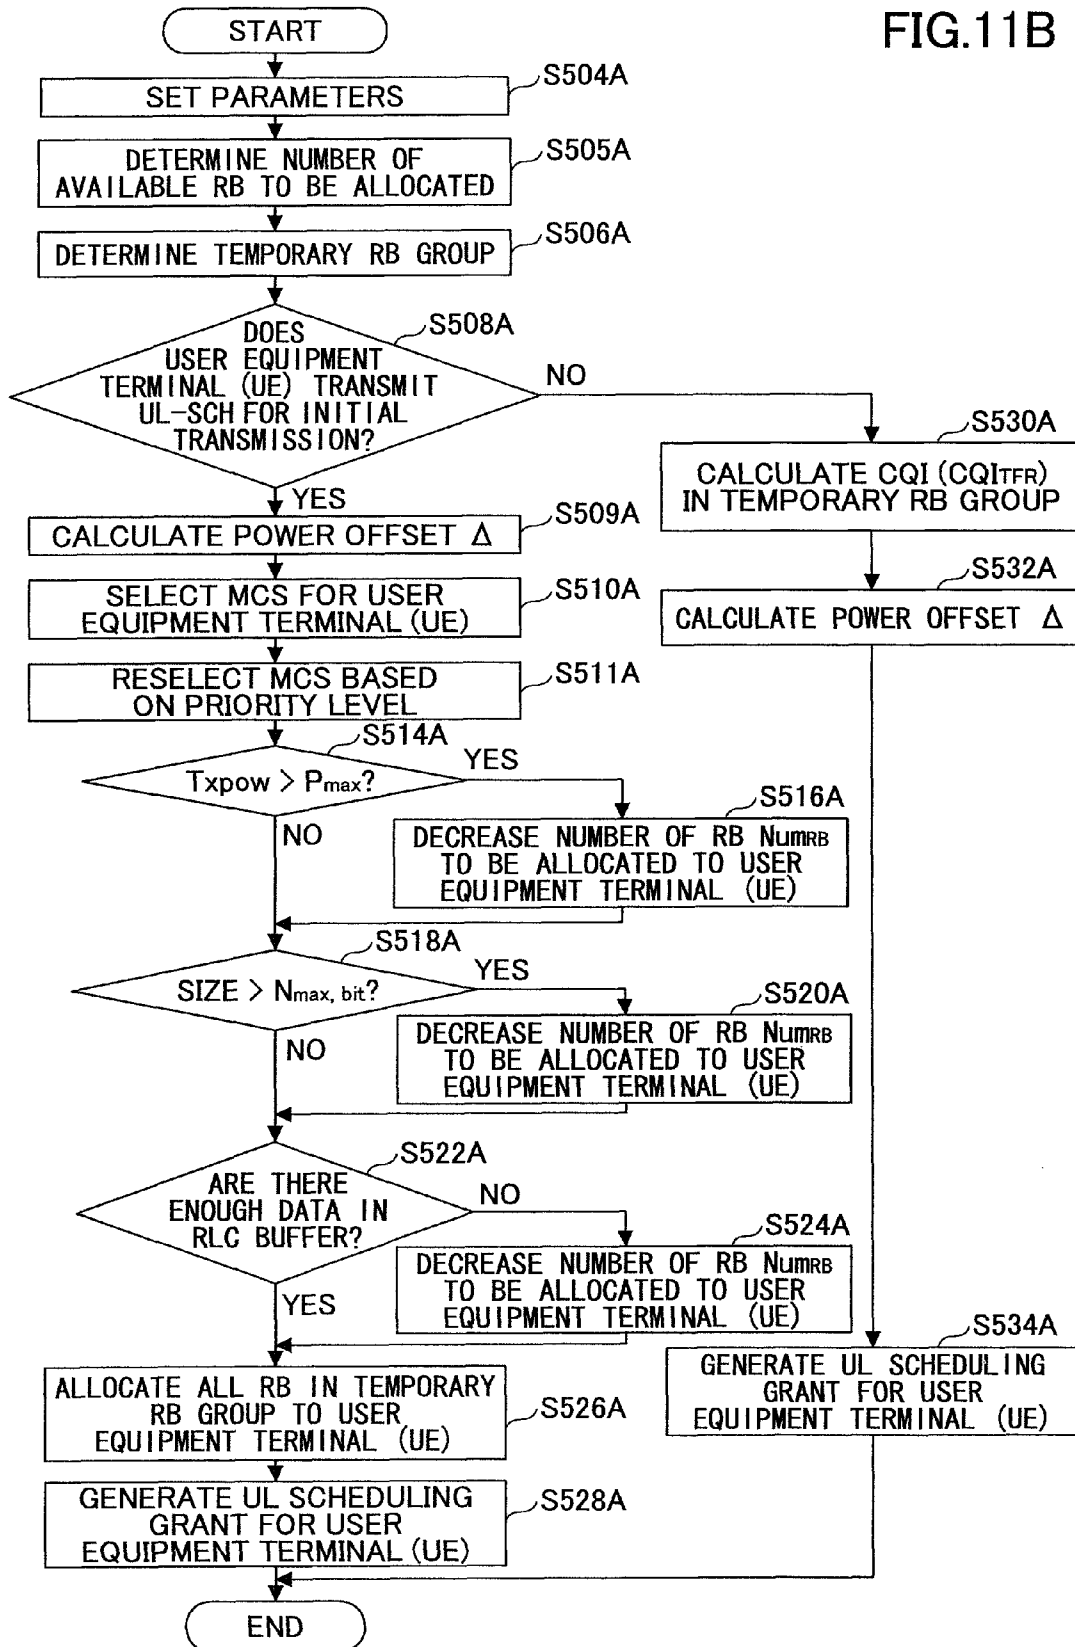 FIG.11B
START
S504A
SET PARAMETERS
S505A
DETERMINE NUMBER OF
AVAILABLE RB TO BE ALLOCATED
S506A
DETERMINE TEMPORARY RB GROUP
S508A
DOES
USER EQUIPMENT
TERMINAL (UE) TRANSMIT
UL-SCH FOR INITIAL
TRANSMISSION?
NO
YES
S530A
CALCULATE CQI (CQITFR)
IN TEMPORARY RB GROUP
S509A
CALCULATE POWER OFFSET Δ
S532A
CALCULATE POWER OFFSET Δ
S510A
SELECT MCS FOR USER
EQUIPMENT TERMINAL (UE)
S511A
RESELECT MCS BASED
ON PRIORITY LEVEL
S514A
Txpow > Pmax?
YES
NO
S516A
DECREASE NUMBER OF RB NumRB
TO BE ALLOCATED TO USER
EQUIPMENT TERMINAL (UE)
S518A
SIZE > Nmax, bit?
YES
NO
S520A
DECREASE NUMBER OF RB NumRB
TO BE ALLOCATED TO USER
EQUIPMENT TERMINAL (UE)
S522A
ARE THERE
ENOUGH DATA IN
RLC BUFFER?
NO
YES
S524A
DECREASE NUMBER OF RB NumRB
TO BE ALLOCATED TO USER
EQUIPMENT TERMINAL (UE)
S534A
GENERATE UL SCHEDULING
GRANT FOR USER
EQUIPMENT TERMINAL (UE)
S526A
ALLOCATE ALL RB IN TEMPORARY
RB GROUP TO USER
EQUIPMENT TERMINAL (UE)
S528A
GENERATE UL SCHEDULING
GRANT FOR USER
EQUIPMENT TERMINAL (UE)
END